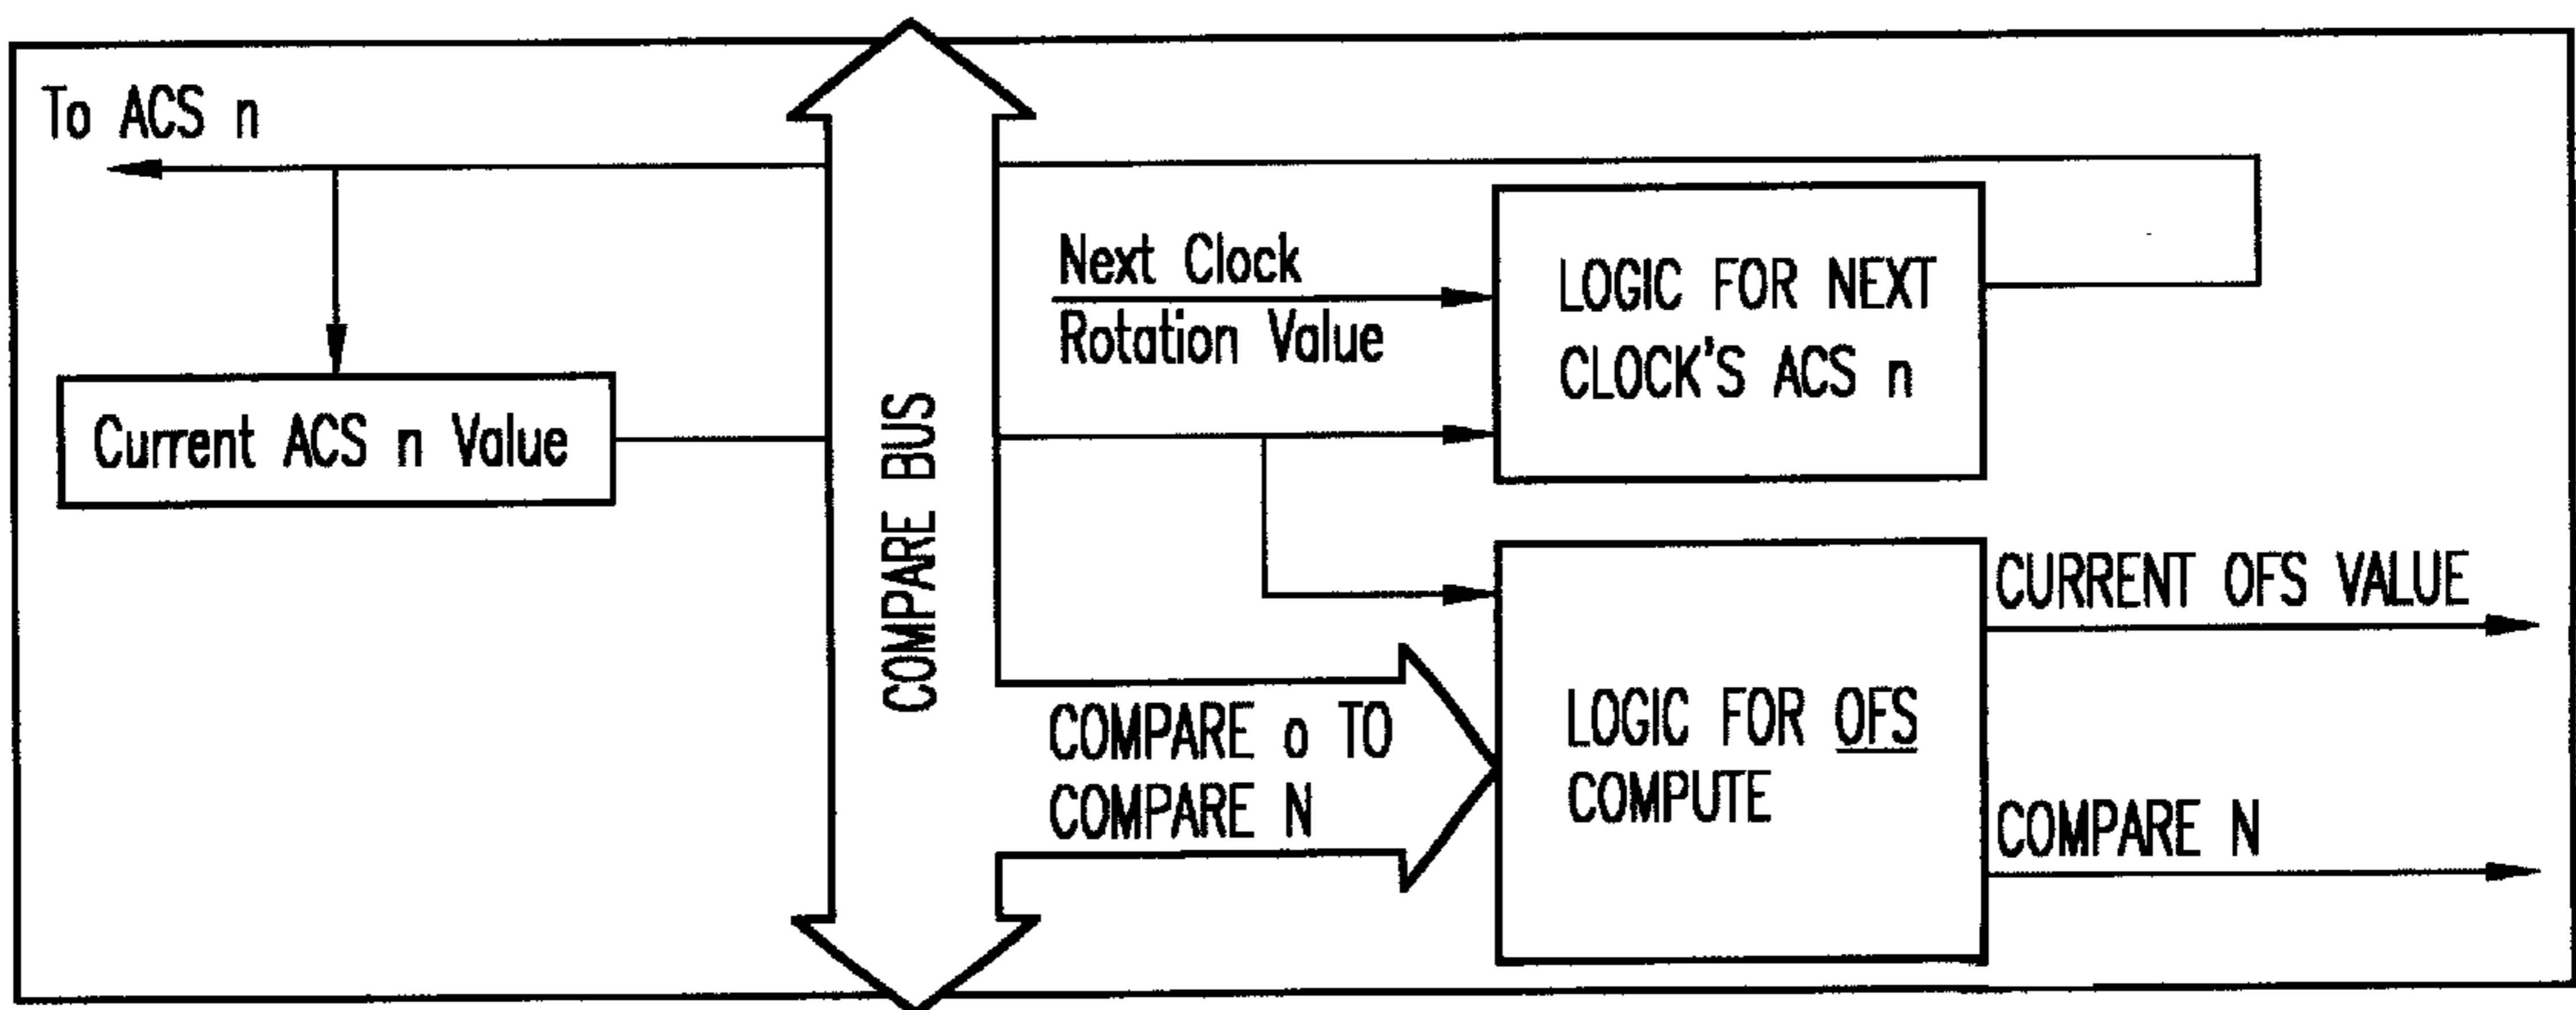 To ACS n
Next Clock
Rotation Value
LOGIC FOR NEXT
CLOCK'S ACS n
Current ACS n Value
COMPARE BUS
CURRENT OFS VALUE
COMPARE o TO
COMPARE N
LOGIC FOR OFS
COMPUTE
COMPARE N